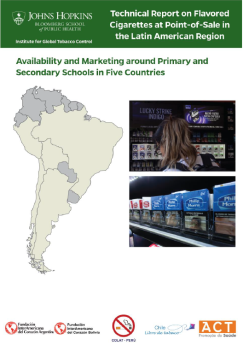 JOHNS HOPKINS
BLOOMBERG SCHOOL
of PUBLIC HEALTH
Institute for Global Tobacco Control
Technical Report on Flavored
Cigarettes at Point-of-Sale in
the Latin American Region
Availability and Marketing around Primary and
Secondary Schools in Five Countries
LUCKY STRIKE
INDIGO
FUNDACIÓN
INTERAMERICANA
del Corazón Argentina
FUNDACIÓN
INTERAMERICANA
del Corazón Bolivia
COLAT - PERÚ
Chile
Libre de tabaco
ACT
Promoção da Saúde